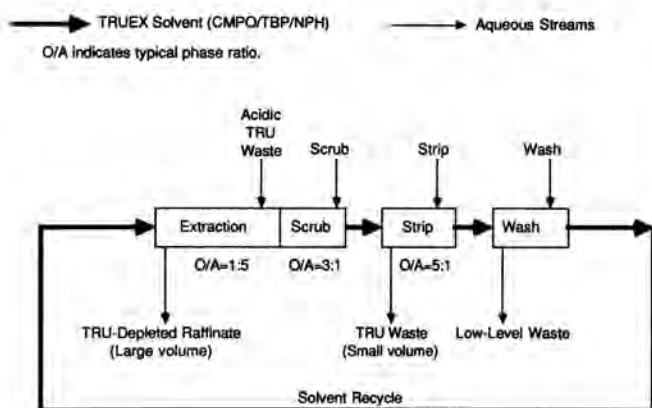 TRUEX Solvent (CMPO/TBP/NPH)
Aqueous Streams
O/A indicates typical phase ratio.
Acidic
TRU
Waste
Scrub
Strip
Wash
Extraction
Scrub
Strip
Wash
O/A=1:5
O/A=3:1
O/A=5:1
TRU-Depleted Raffinate
(Large volume)
TRU Waste
(Small volume)
Low-Level Waste
Solvent Recycle